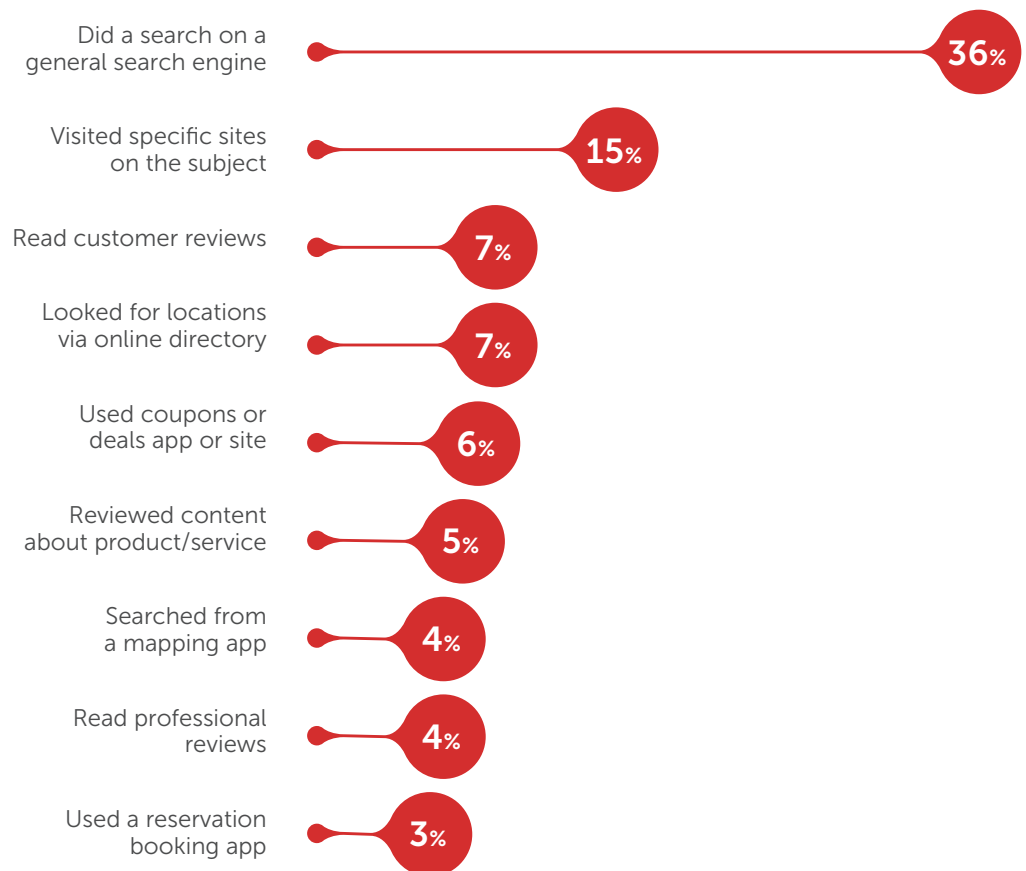 Did a search on a
general search engine
36%
Visited specific sites
on the subject
15%
Read customer reviews
7%
Looked for locations
via online directory
7%
Used coupons or
deals app or site
6%
Reviewed content
about product/service
5%
Searched from
a mapping app
4%
Read professional
reviews
4%
Used a reservation
booking app
3%